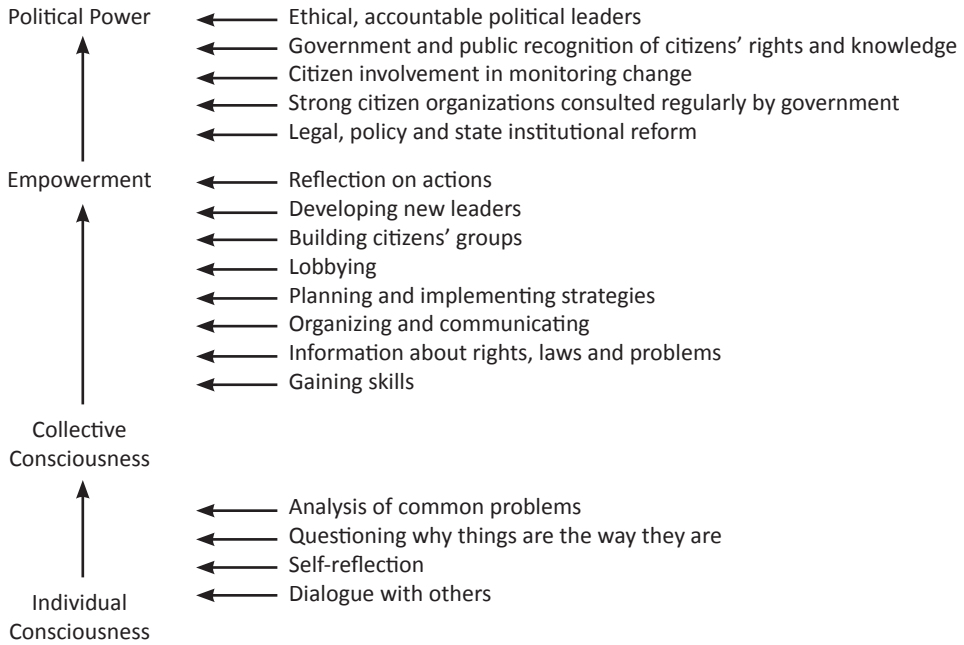 Political Power
Ethical, accountable political leaders
Government and public recognition of citizens’ rights and knowledge
Citizen involvement in monitoring change
Strong citizen organizations consulted regularly by government
Legal, policy and state institutional reform
Empowerment
Reflection on actions
Developing new leaders
Building citizens’ groups
Lobbying
Planning and implementing strategies
Organizing and communicating
Information about rights, laws and problems
Gaining skills
Collective
Consciousness
Analysis of common problems
Questioning why things are the way they are
Self-reflection
Dialogue with others
Individual
Consciousness